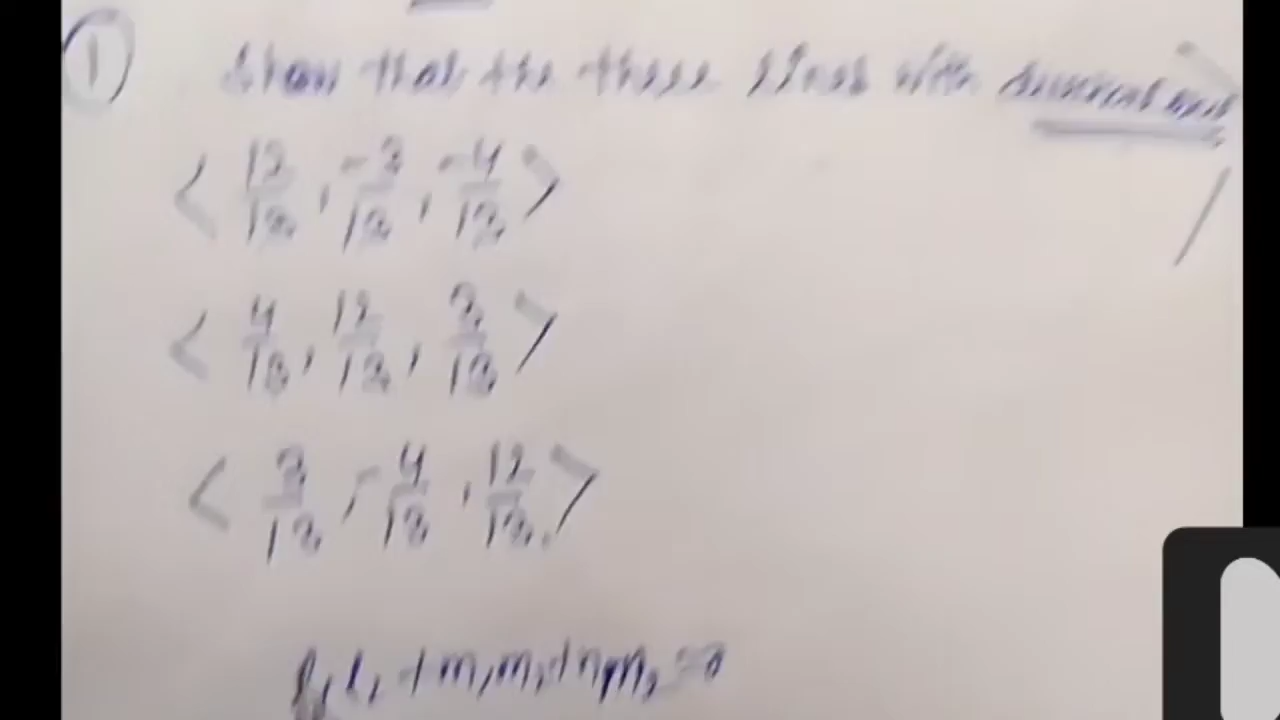 ① Show that the three lines with
< 12/13, -3/13, -4/13 >
< 4/13, 12/13, 3/13 >
< 3/13, -4/13, 12/13 >
l₁l₂ + m₁m₂ + n₁n₂ = 0